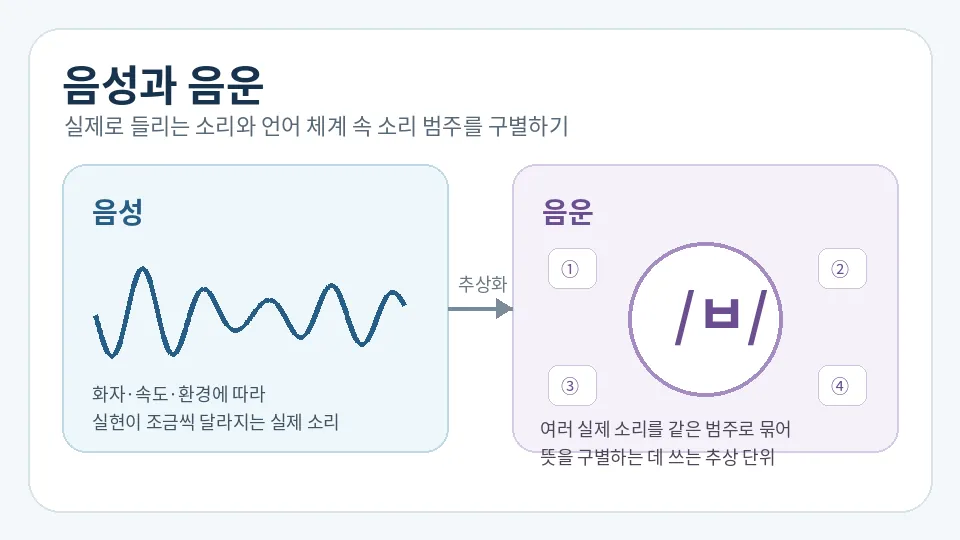 음성과 음운
실제로 들리는 소리와 언어 체계 속 소리 범주를 구별하기
음성
화자·속도·환경에 따라
실현이 조금씩 달라지는 실제 소리
추상화
음운
①
②
/ㅂ/
③
④
여러 실제 소리를 같은 범주로 묶어
뜻을 구별하는 데 쓰는 추상 단위